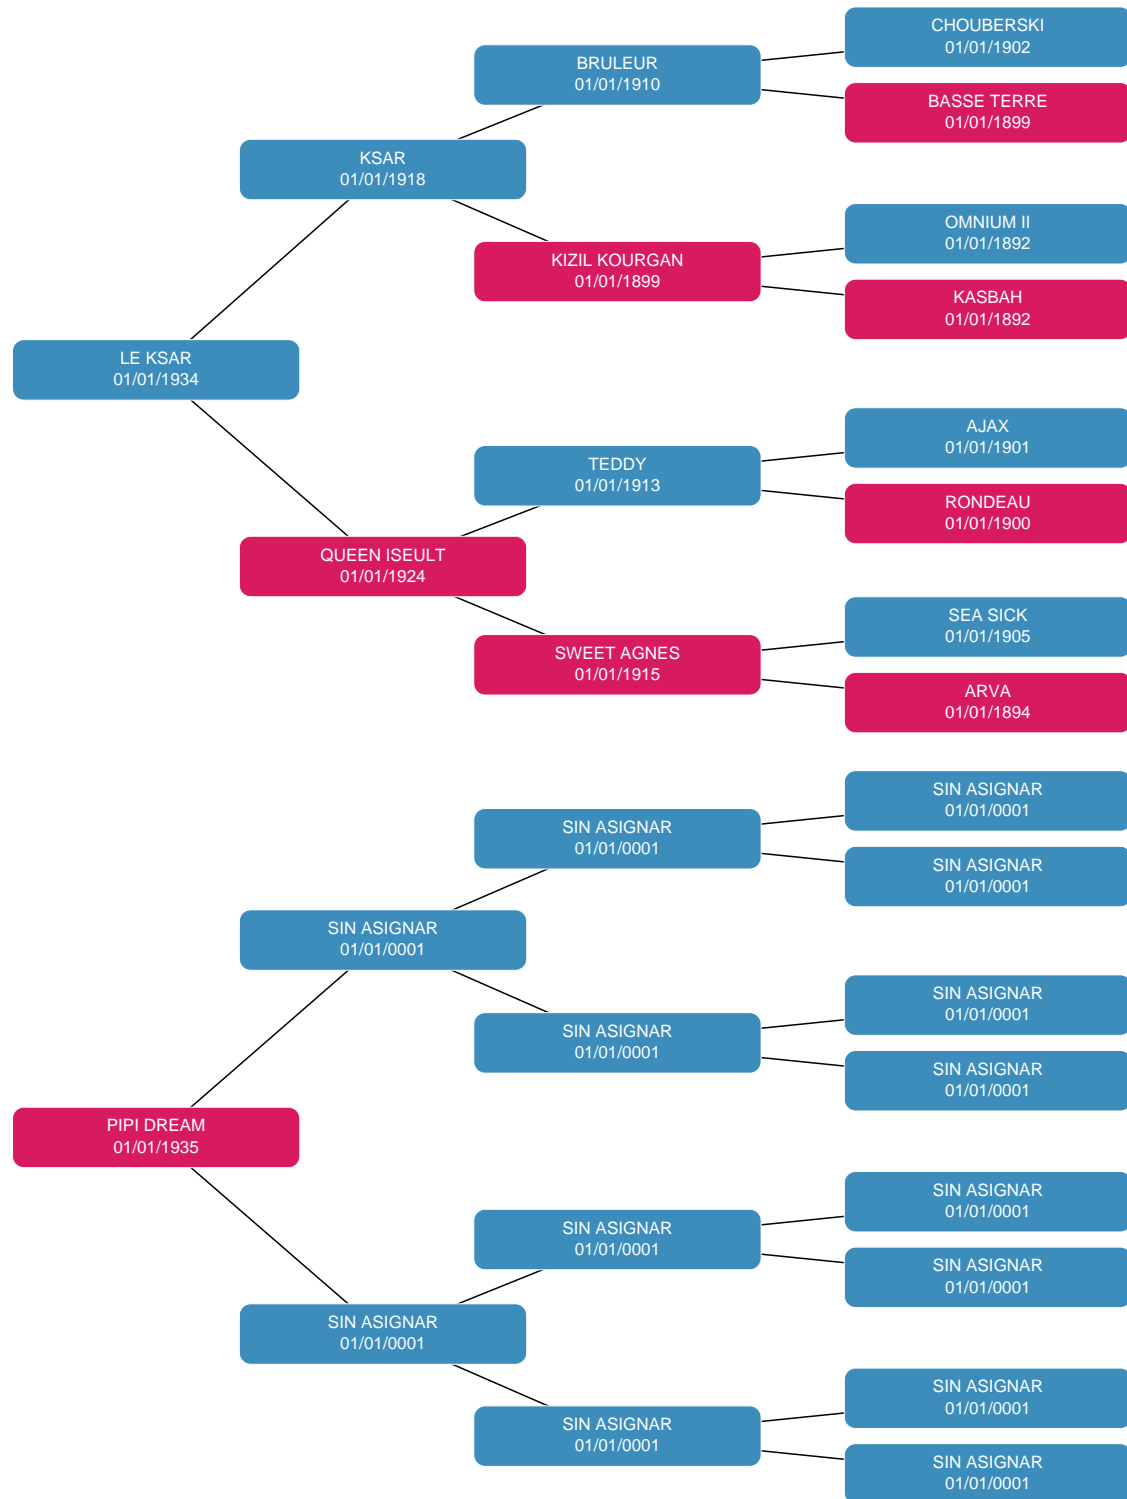 CHOUBERSKI
01/01/1902
BRULEUR
01/01/1910
BASSE TERRE
01/01/1899
KSAR
01/01/1918
OMNIUM II
01/01/1892
KIZIL KOURGAN
01/01/1899
KASBAH
01/01/1892
LE KSAR
01/01/1934
AJAX
01/01/1901
TEDDY
01/01/1913
RONDEAU
01/01/1900
QUEEN ISEULT
01/01/1924
SEA SICK
01/01/1905
SWEET AGNES
01/01/1915
ARVA
01/01/1894
SIN ASIGNAR
01/01/0001
SIN ASIGNAR
01/01/0001
SIN ASIGNAR
01/01/0001
SIN ASIGNAR
01/01/0001
SIN ASIGNAR
01/01/0001
SIN ASIGNAR
01/01/0001
SIN ASIGNAR
01/01/0001
PIPI DREAM
01/01/1935
SIN ASIGNAR
01/01/0001
SIN ASIGNAR
01/01/0001
SIN ASIGNAR
01/01/0001
SIN ASIGNAR
01/01/0001
SIN ASIGNAR
01/01/0001
SIN ASIGNAR
01/01/0001
SIN ASIGNAR
01/01/0001